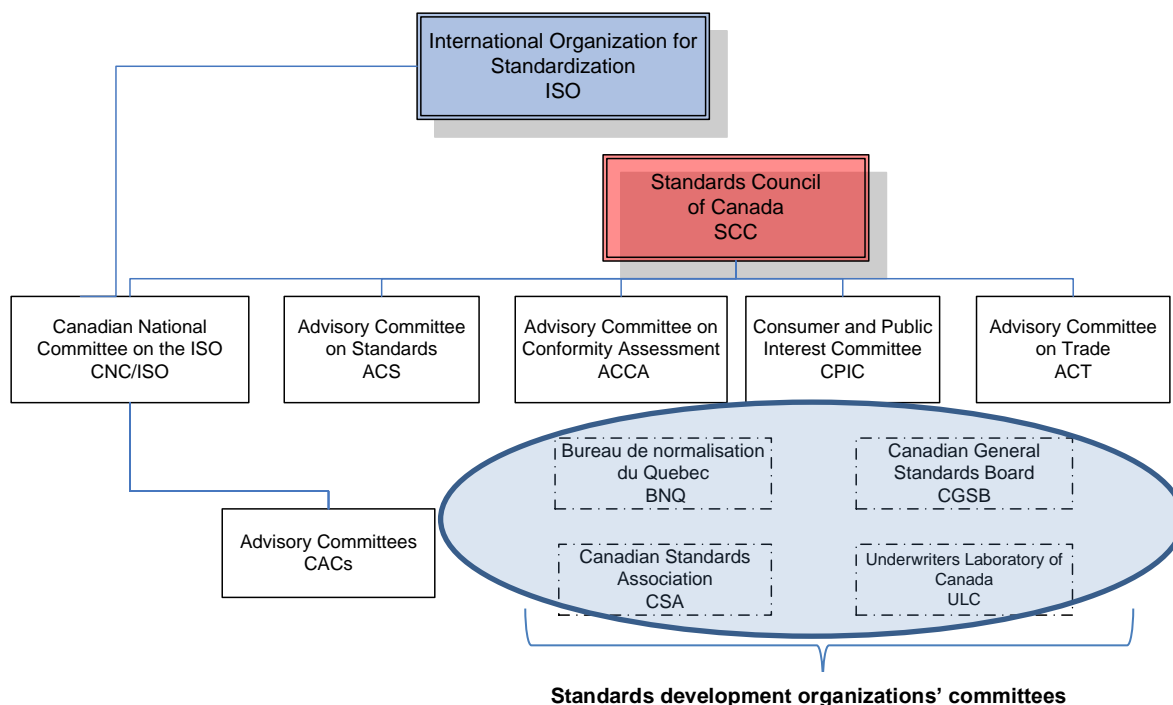 International Organization for
Standardization
ISO
Standards Council
of Canada
SCC
Canadian National
Committee on the ISO
CNC/ISO
Advisory Committee
on Standards
ACS
Advisory Committee on
Conformity Assessment
ACCA
Consumer and Public
Interest Committee
CPIC
Advisory Committee
on Trade
ACT
Bureau de normalisation
du Quebec
BNQ
Canadian General
Standards Board
CGSB
Advisory Committees
CACs
Canadian Standards
Association
CSA
Underwriters Laboratory of
Canada
ULC
Standards development organizations’ committees